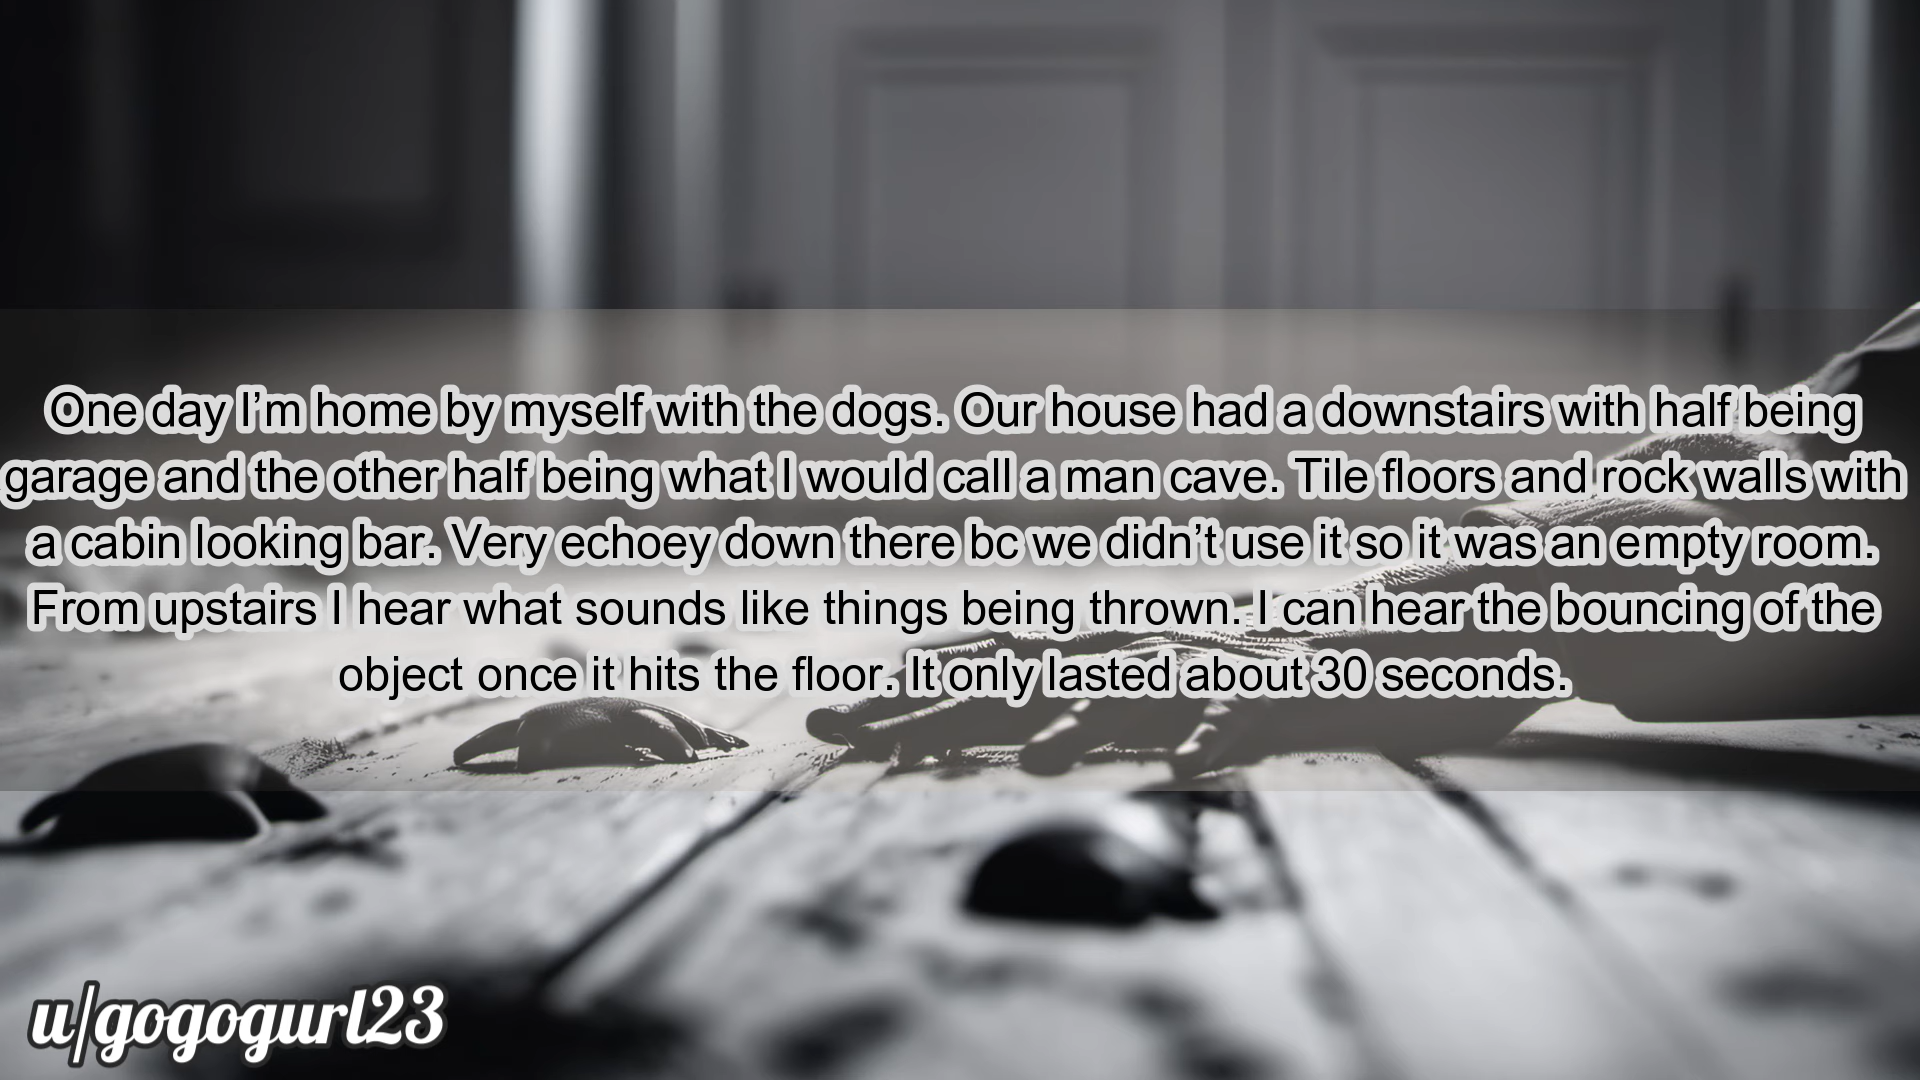 One day I’m home by myself with the dogs. Our house had a downstairs with half being
garage and the other half being what I would call a man cave. Tile floors and rock walls with
a cabin looking bar. Very echoey down there bc we didn’t use it so it was an empty room.
From upstairs I hear what sounds like things being thrown. I can hear the bouncing of the
object once it hits the floor. It only lasted about 30 seconds.
u/gogogurl23